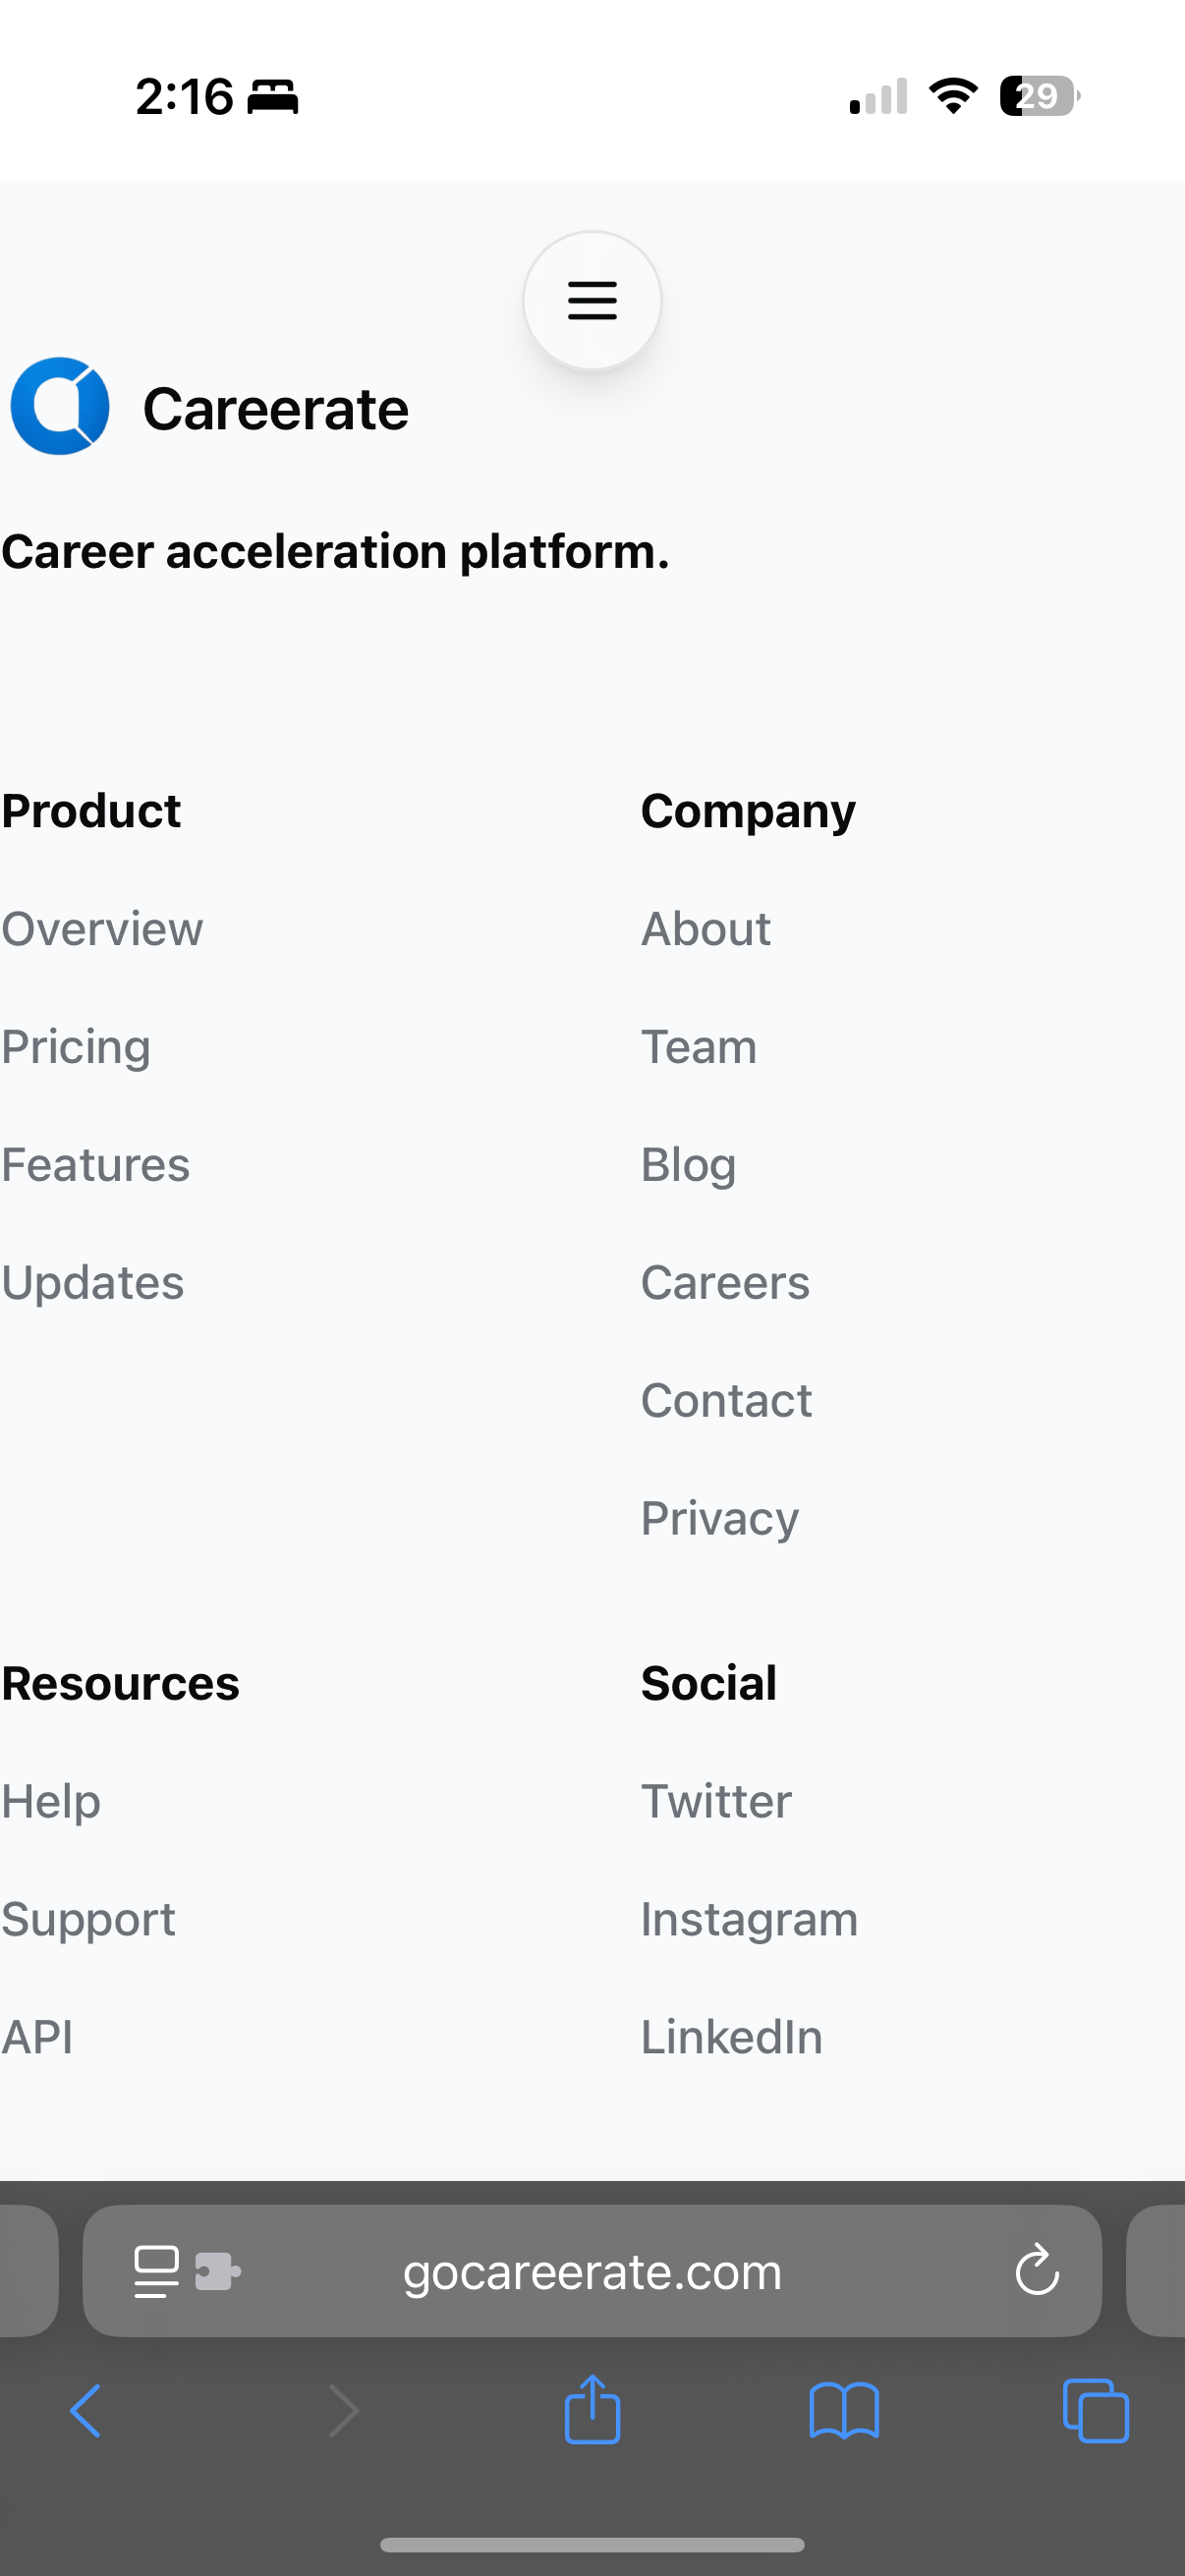 2:16
29
Careerate
Career acceleration platform.
Product
Overview
Pricing
Features
Updates
Company
About
Team
Blog
Careers
Contact
Privacy
Resources
Help
Support
API
Social
Twitter
Instagram
LinkedIn
gocareerate.com